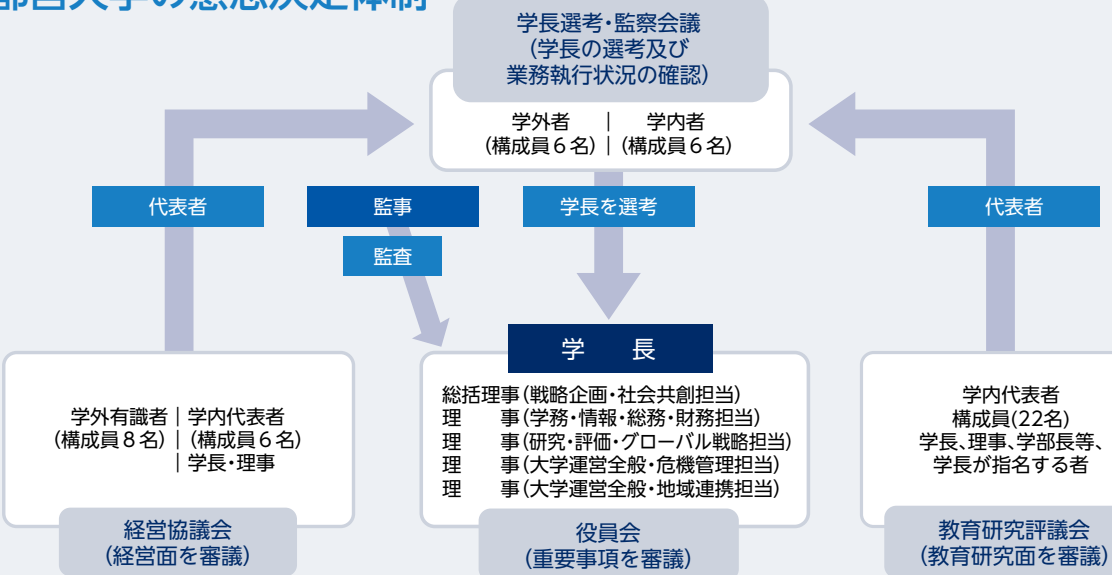 都宮大学の意思決定体制
学長選考・監察会議
(学長の選考及び
業務執行状況の確認)
学外者 | 学内者
(構成員6名) | (構成員6名)
代表者
監事
学長を選考
代表者
監査
学 長
総括理事(戦略企画・社会共創担当)
理 事(学務・情報・総務・財務担当)
理 事(研究・評価・グローバル戦略担当)
理 事(大学運営全般・危機管理担当)
理 事(大学運営全般・地域連携担当)
役員会
(重要事項を審議)
学外有識者 | 学内代表者
(構成員8名) | (構成員6名)
| 学長・理事
経営協議会
(経営面を審議)
学内代表者
構成員(22名)
学長、理事、学部長等、
学長が指名する者
教育研究評議会
(教育研究面を審議)